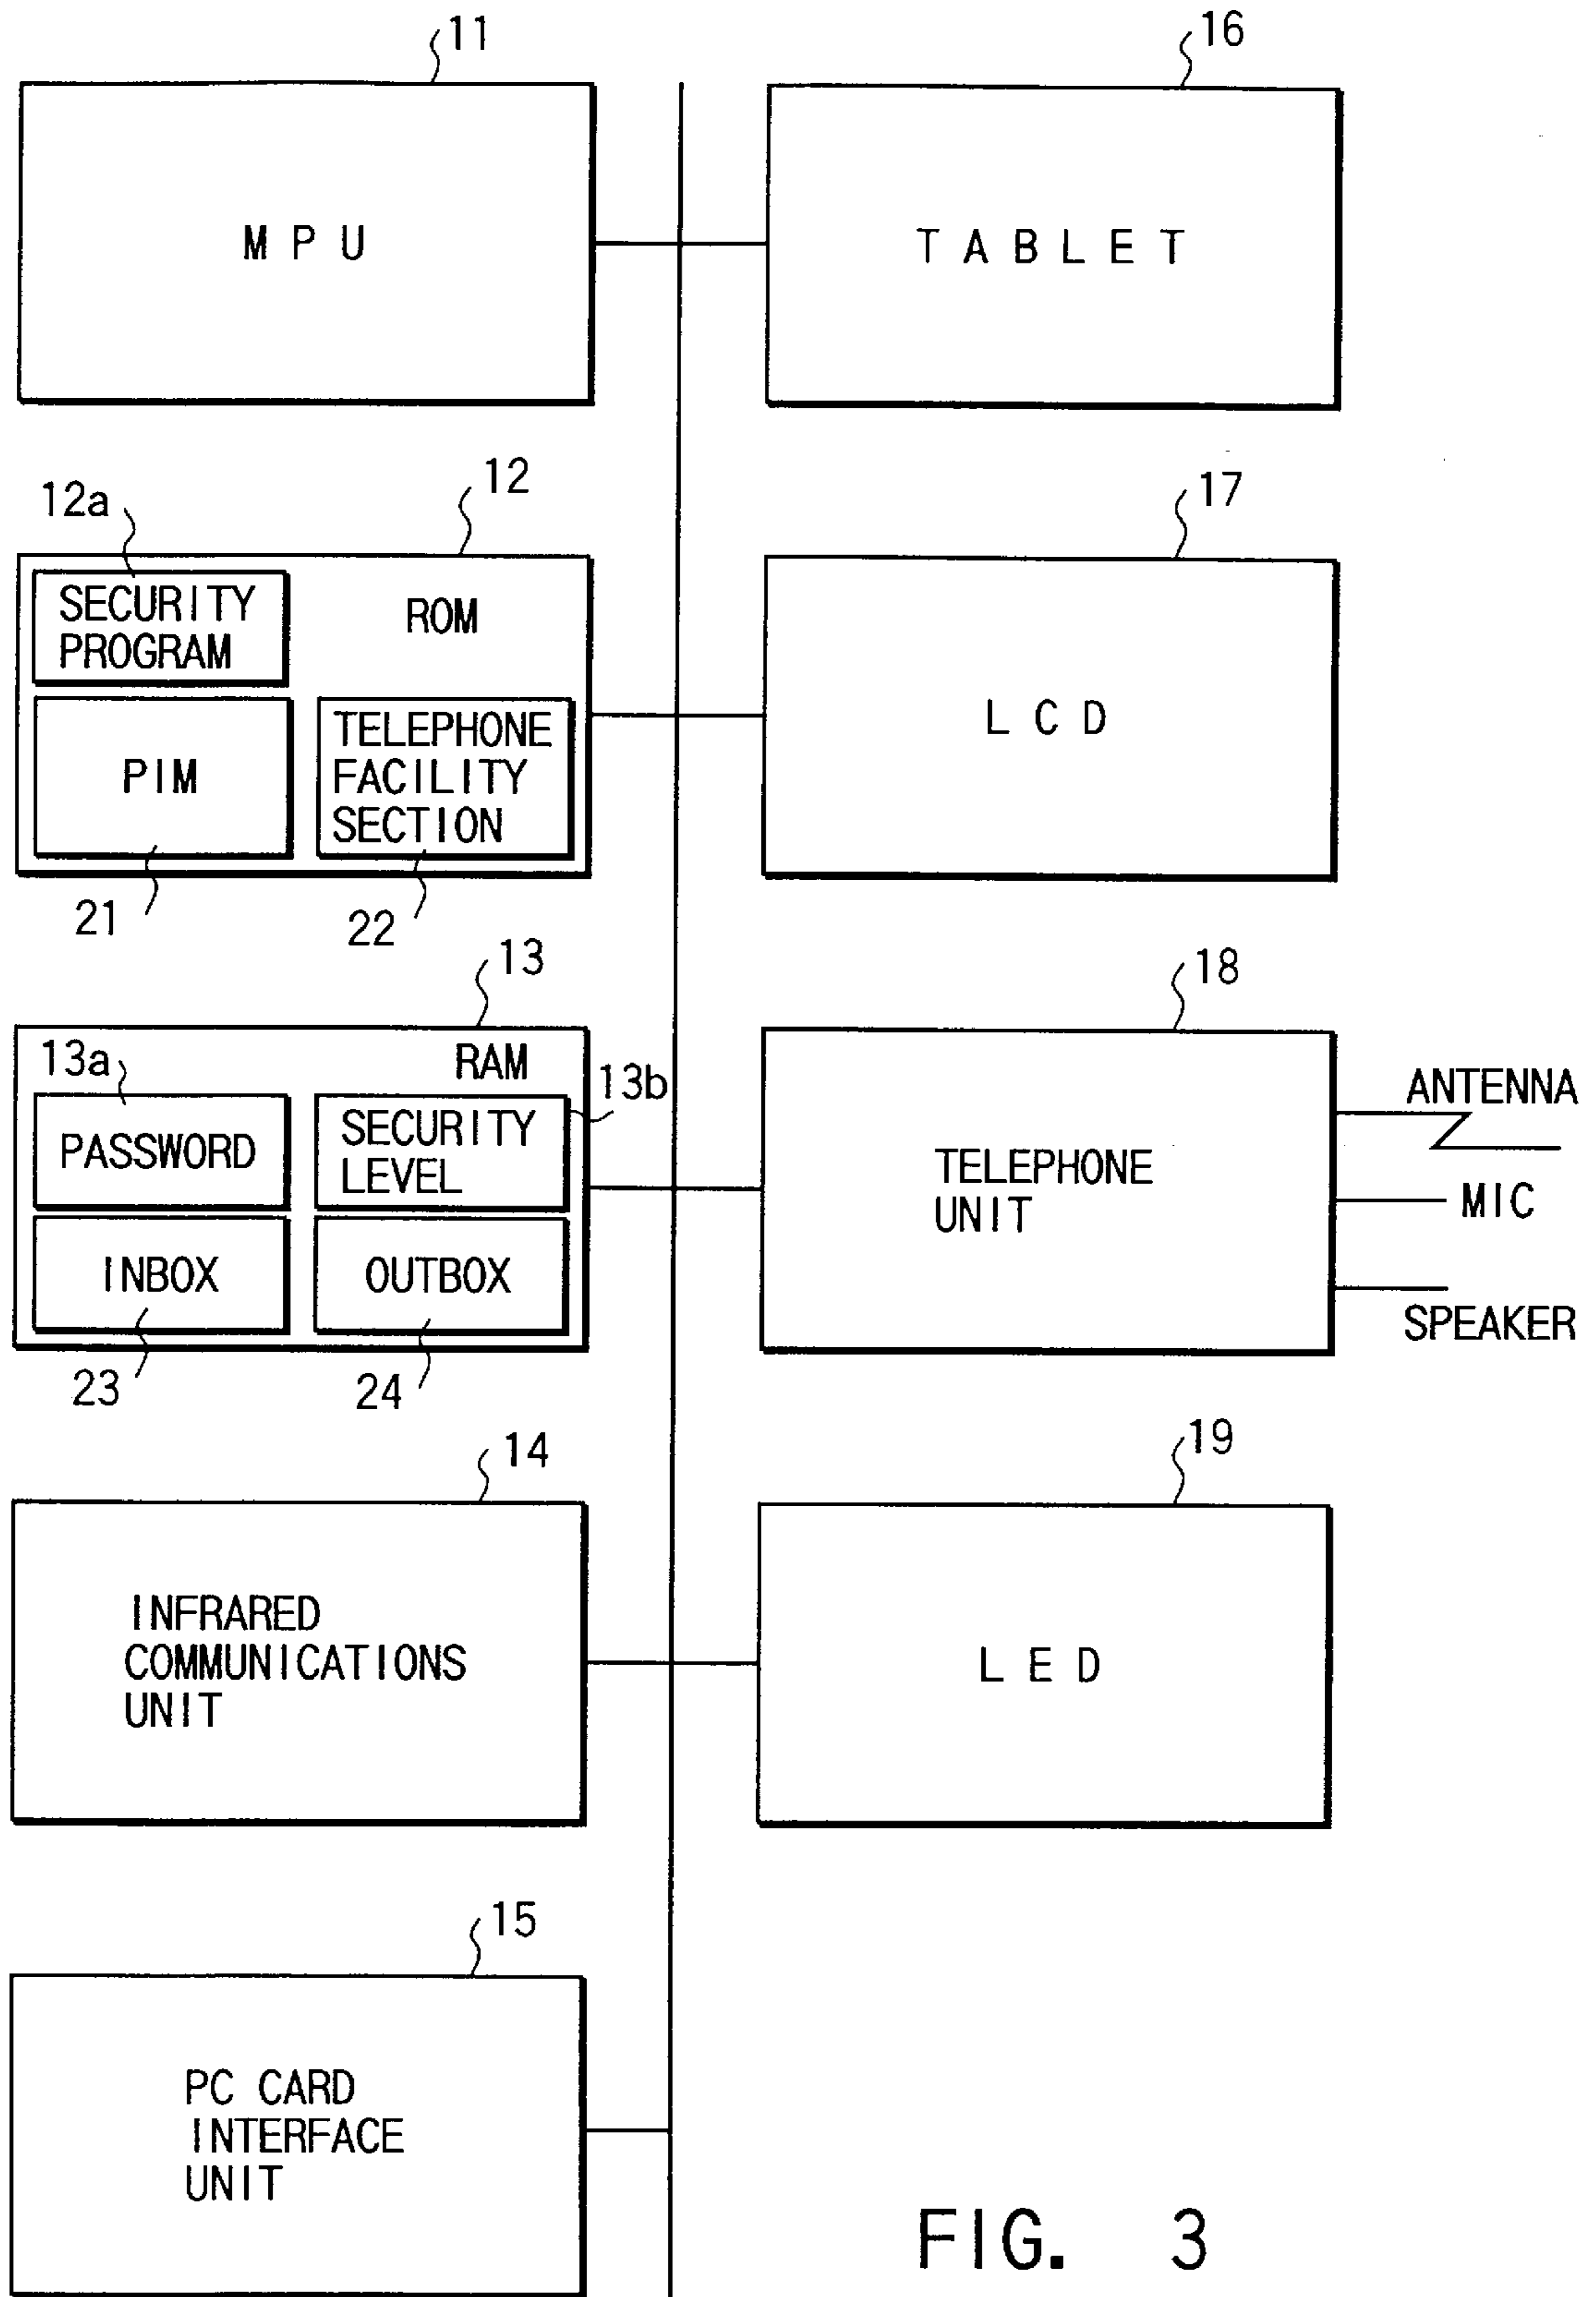 11
16
M P U
T A B L E T
12a
12
17
SECURITY
PROGRAM
ROM
PIM
TELEPHONE
FACILITY
SECTION
L C D
21
22
13
18
13a
RAM
13b
PASSWORD
SECURITY
LEVEL
INBOX
OUTBOX
TELEPHONE
UNIT
ANTENNA
MIC
SPEAKER
23
24
14
19
INFRARED
COMMUNICATIONS
UNIT
L E D
15
PC CARD
INTERFACE
UNIT
FIG. 3